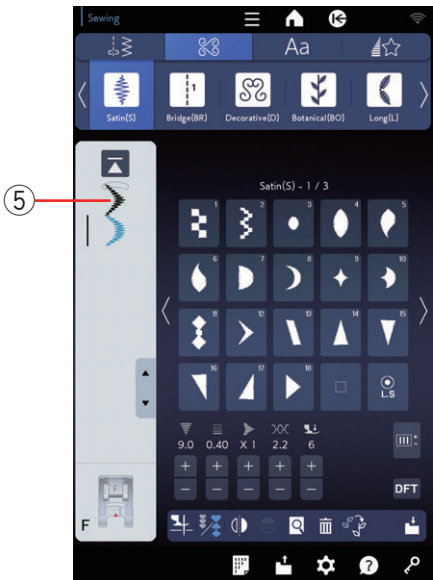 Sewing
Aa
1
Satin(S) Bridge(BR) Decorative(D) Botanical(BO) Long(L)
5
Satin(S) - 1 / 3
1 2 3 4 5
6 7 8 9 10
11 12 13 14 15
16 17 18
L.S
9.0 0.40 X 1 2.2 6
+ + + + +
− − − − −
DFT
F
F
?